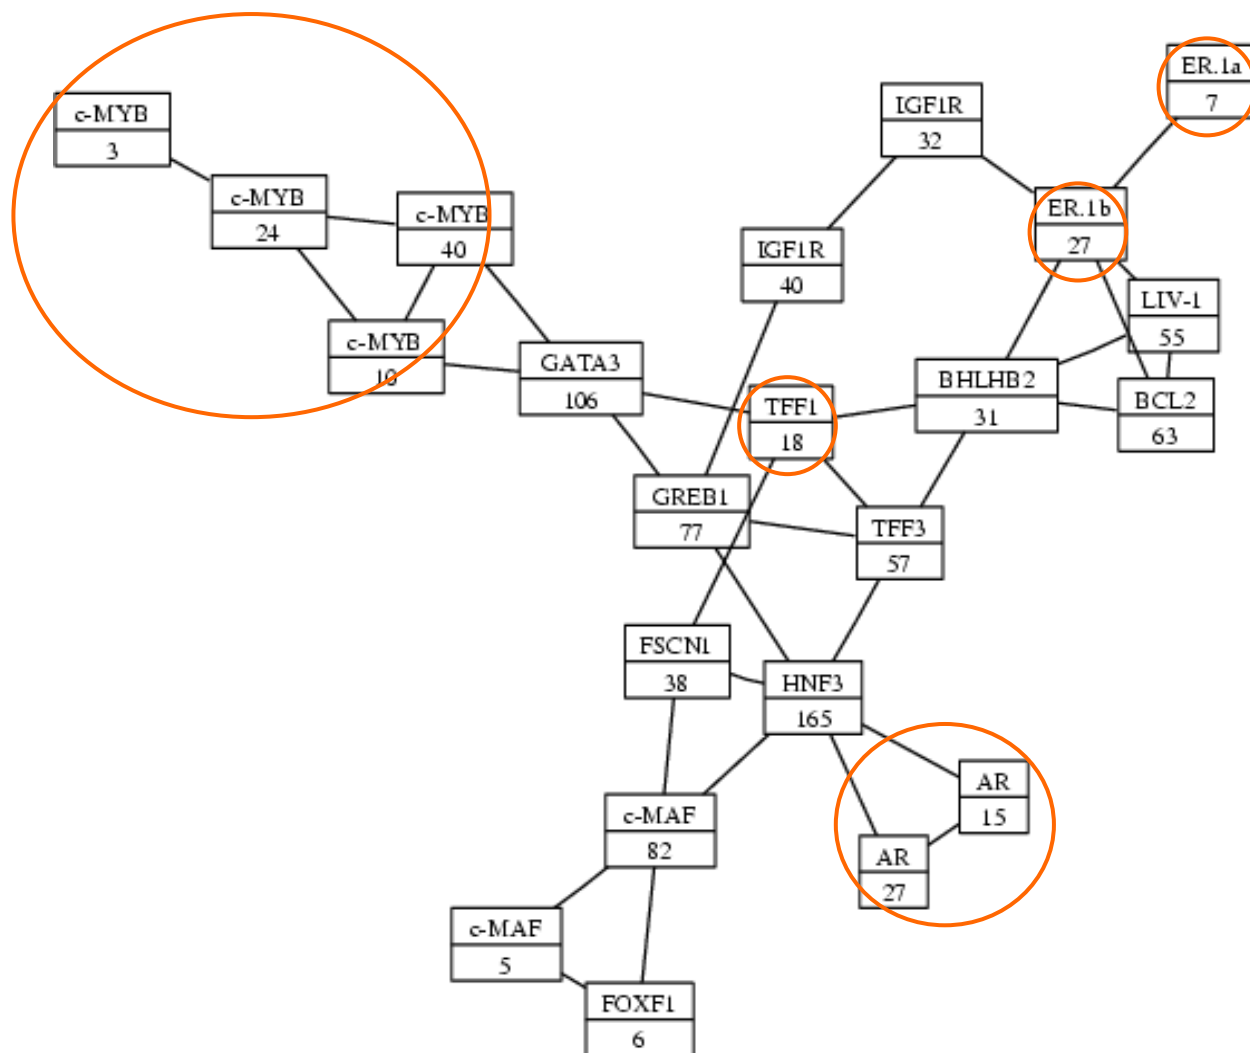 ER.1a
7
IGF1R
32
c-MYB
3
c-MYB
24
c-MYB
40
ER.1b
27
IGF1R
40
LIV-1
55
c-MYB
10
GATA3
106
TFF1
18
BHLHB2
31
BCL2
63
GREB1
77
TFF3
57
FSCN1
38
HNF3
165
AR
15
c-MAF
82
AR
27
c-MAF
5
FOXF1
6